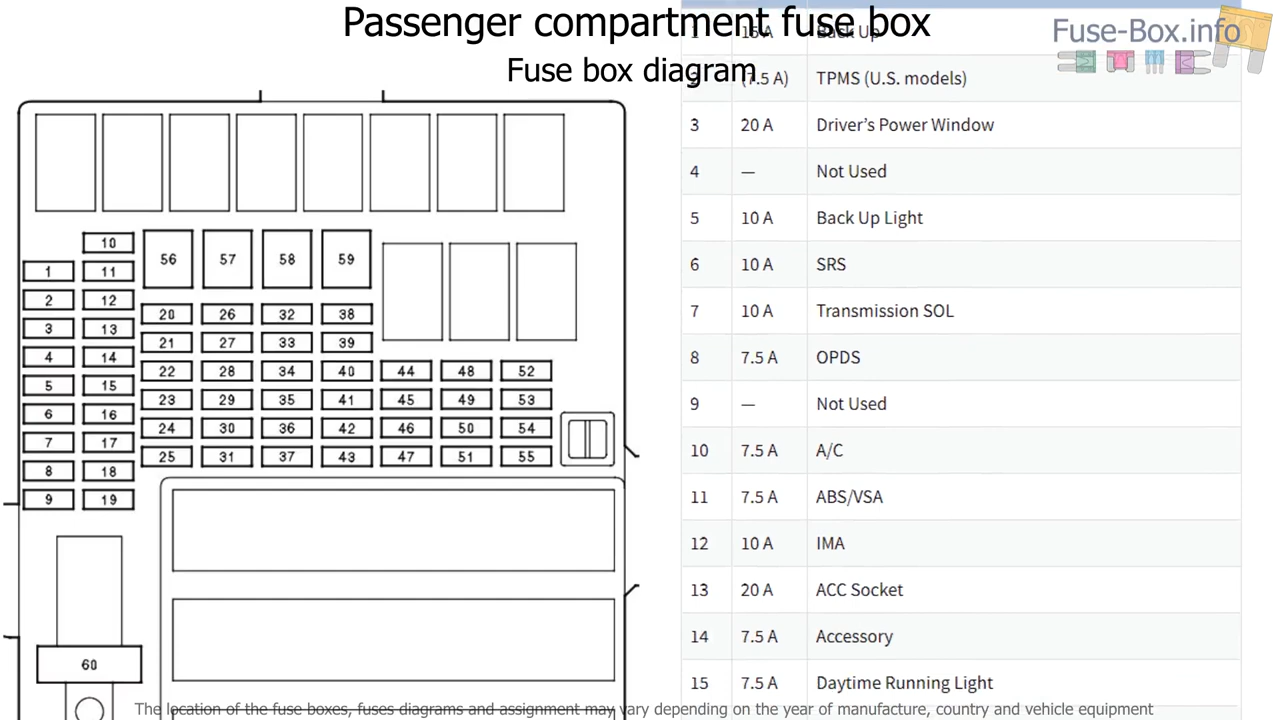 Passenger compartment fuse box
Fuse box diagram
Fuse-Box.info
1 15 A Back Up
2 (7.5 A) TPMS (U.S. models)
3 20 A Driver’s Power Window
4 — Not Used
5 10 A Back Up Light
6 10 A SRS
7 10 A Transmission SOL
8 7.5 A OPDS
9 — Not Used
10 7.5 A A/C
11 7.5 A ABS/VSA
12 10 A IMA
13 20 A ACC Socket
14 7.5 A Accessory
15 7.5 A Daytime Running Light
10
56 57 58 59
1 11
2 12
20 26 32 38
3 13
21 27 33 39
4 14
22 28 34 40 44 48 52
5 15
23 29 35 41 45 49 53
6 16
24 30 36 42 46 50 54
7 17
25 31 37 43 47 51 55
8 18
9 19
60
The location of the fuse boxes, fuses diagrams and assignment may vary depending on the year of manufacture, country and vehicle equipment